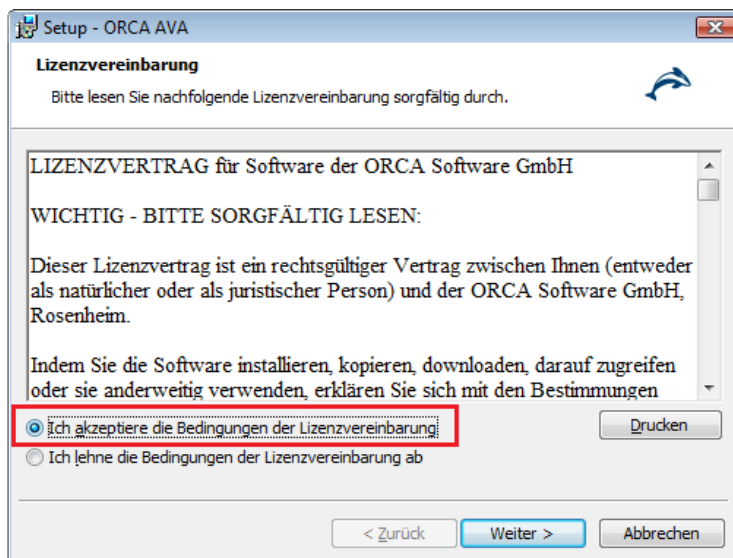 Setup - ORCA AVA
Lizenzvereinbarung
Bitte lesen Sie nachfolgende Lizenzvereinbarung sorgfältig durch.
LIZENZVERTRAG für Software der ORCA Software GmbH
WICHTIG - BITTE SORGFÄLTIG LESEN:
Dieser Lizenzvertrag ist ein rechtsgültiger Vertrag zwischen Ihnen (entweder
als natürlicher oder als juristischer Person) und der ORCA Software GmbH,
Rosenheim.
Indem Sie die Software installieren, kopieren, downloaden, darauf zugreifen
oder sie anderweitig verwenden, erklären Sie sich mit den Bestimmungen
Ich akzeptiere die Bedingungen der Lizenzvereinbarung
Drucken
Ich lehne die Bedingungen der Lizenzvereinbarung ab
< Zurück Weiter > Abbrechen